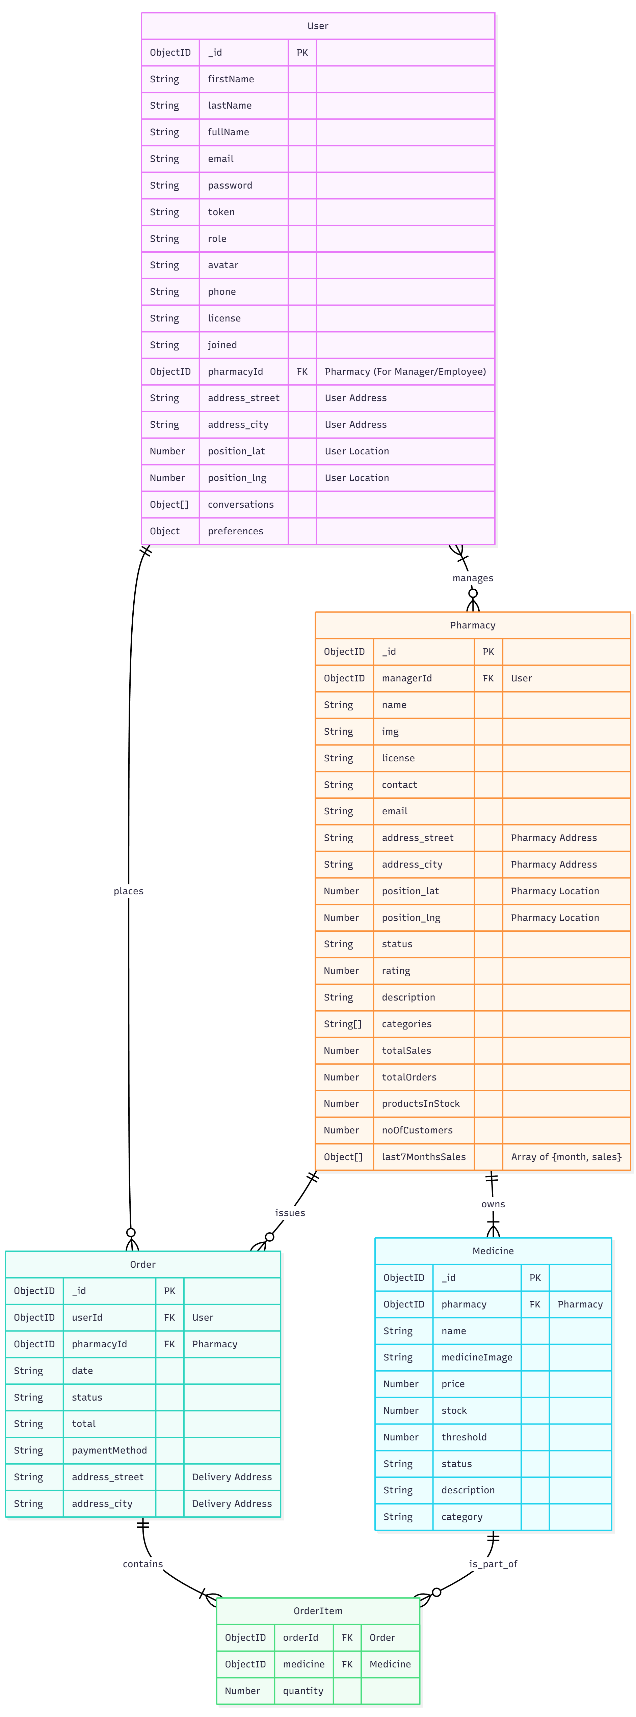 User
ObjectID _id PK
String firstName
String lastName
String fullName
String email
String password
String token
String role
String avatar
String phone
String license
String joined
ObjectID pharmacyId FK Pharmacy (For Manager/Employee)
String address_street User Address
String address_city User Address
Number position_lat User Location
Number position_lng User Location
Object[] conversations
Object preferences
manages
Pharmacy
ObjectID _id PK
ObjectID managerId FK User
String name
String img
String license
String contact
String email
String address_street Pharmacy Address
String address_city Pharmacy Address
Number position_lat Pharmacy Location
Number position_lng Pharmacy Location
String status
Number rating
String description
String[] categories
Number totalSales
Number totalOrders
Number productsInStock
Number noOfCustomers
Object[] last7MonthsSales Array of {month, sales}
places
issues
owns
Order
ObjectID _id PK
ObjectID userId FK User
ObjectID pharmacyId FK Pharmacy
String date
String status
String total
String paymentMethod
String address_street Delivery Address
String address_city Delivery Address
Medicine
ObjectID _id PK
ObjectID pharmacy FK Pharmacy
String name
String medicineImage
Number price
Number stock
Number threshold
String status
String description
String category
contains
is_part_of
OrderItem
ObjectID orderId FK Order
ObjectID medicine FK Medicine
Number quantity